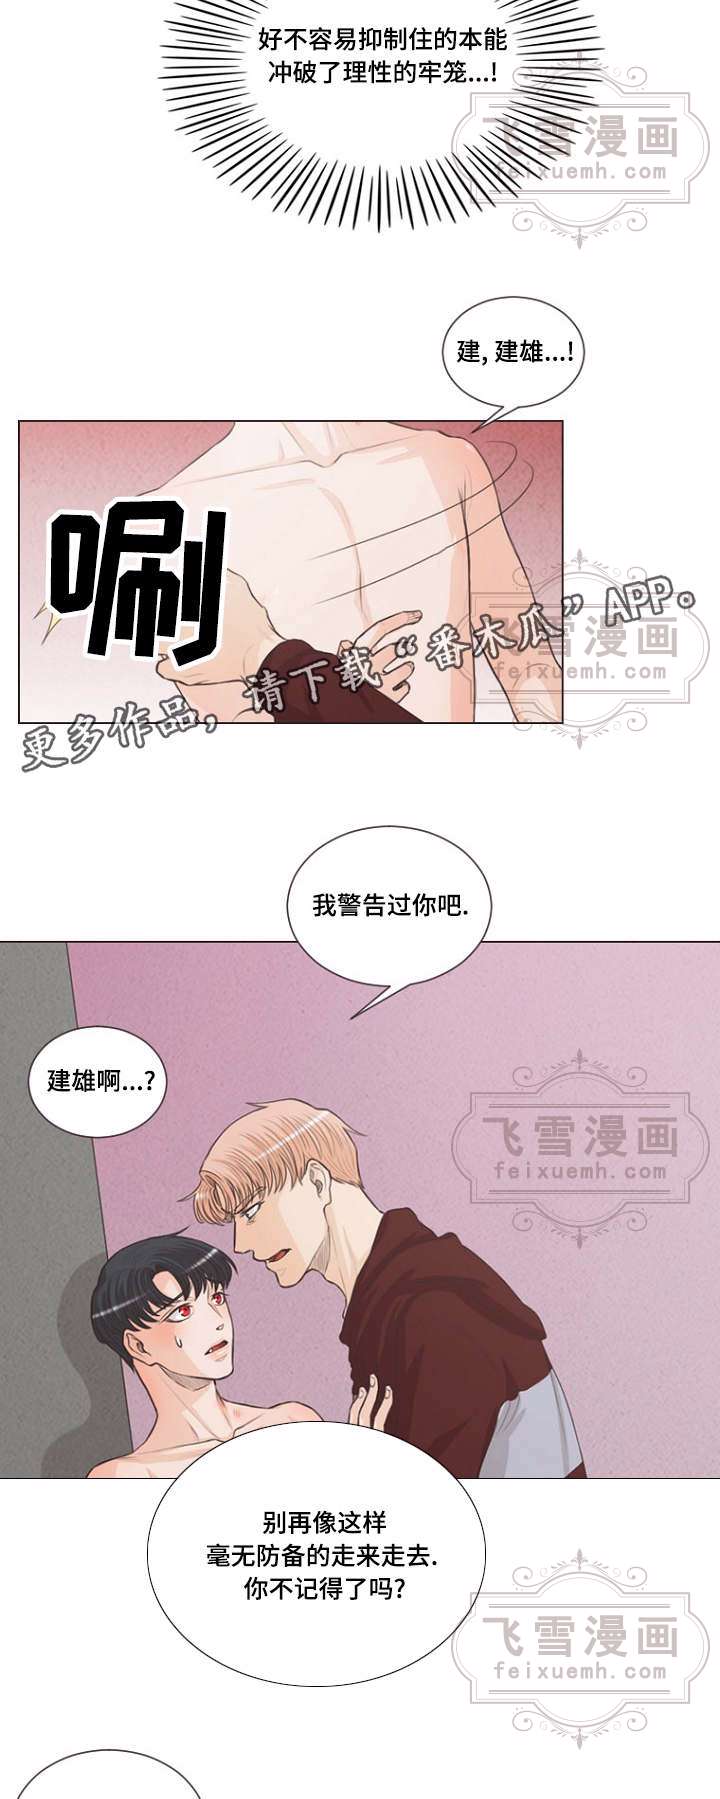 好不容易抑制住的本能
冲破了理性的牢笼...!
飞雪漫画
feixuemh.com
建, 建雄...!
唰
飞雪漫画
feixuemh.com
更多作品，请下载“番木瓜”APP。
我警告过你吧.
建雄啊...?
飞雪漫画
feixuemh.com
别再像这样
毫无防备的走来走去.
你不记得了吗?
飞雪漫画
feixuemh.com